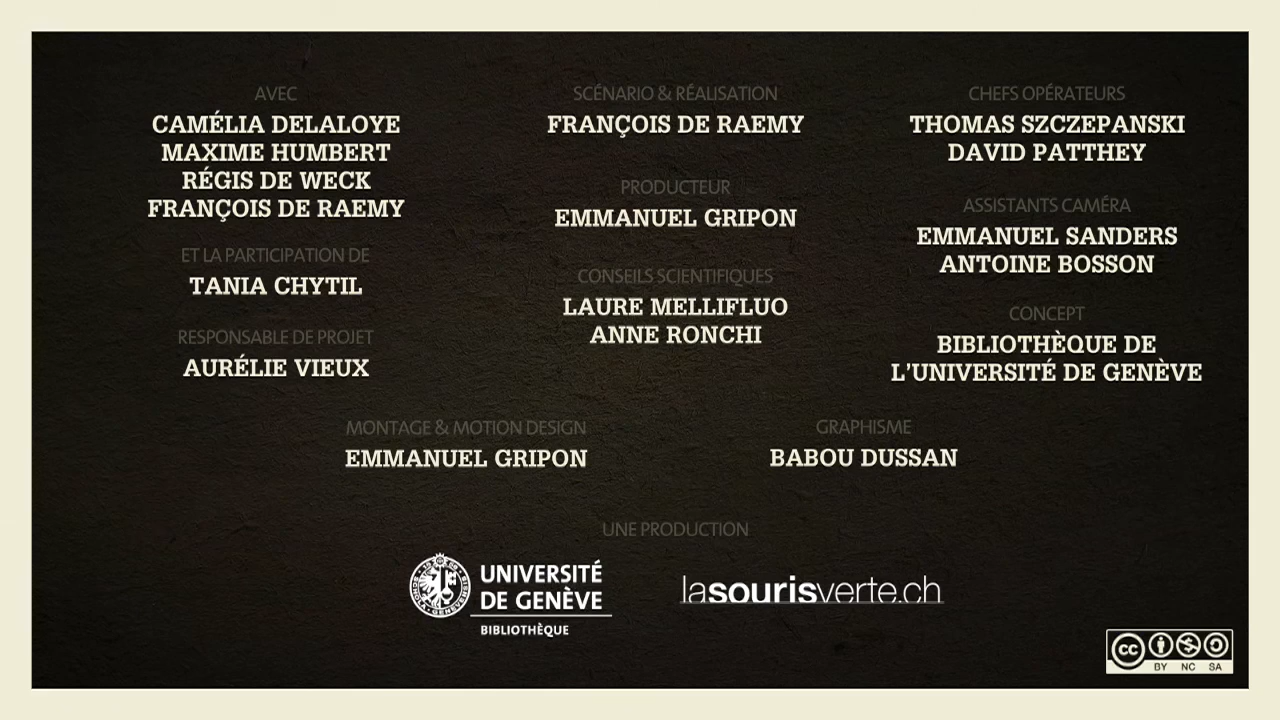 AVEC
CAMÉLIA DELALOYE
MAXIME HUMBERT
RÉGIS DE WECK
FRANÇOIS DE RAEMY
ET LA PARTICIPATION DE
TANIA CHYTIL
RESPONSABLE DE PROJET
AURÉLIE VIEUX
SCÉNARIO & RÉALISATION
FRANÇOIS DE RAEMY
PRODUCTEUR
EMMANUEL GRIPON
CONSEILS SCIENTIFIQUES
LAURE MELLIFLUO
ANNE RONCHI
CHEFS OPÉRATEURS
THOMAS SZCZEPANSKI
DAVID PATTHEY
ASSISTANTS CAMÉRA
EMMANUEL SANDERS
ANTOINE BOSSON
CONCEPT
BIBLIOTHÈQUE DE
L'UNIVERSITÉ DE GENÈVE
MONTAGE & MOTION DESIGN
EMMANUEL GRIPON
GRAPHISME
BABOU DUSSAN
UNE PRODUCTION
UNIVERSITÉ
DE GENÈVE
BIBLIOTHÈQUE
lasourisverte.ch
cc
BY NC SA